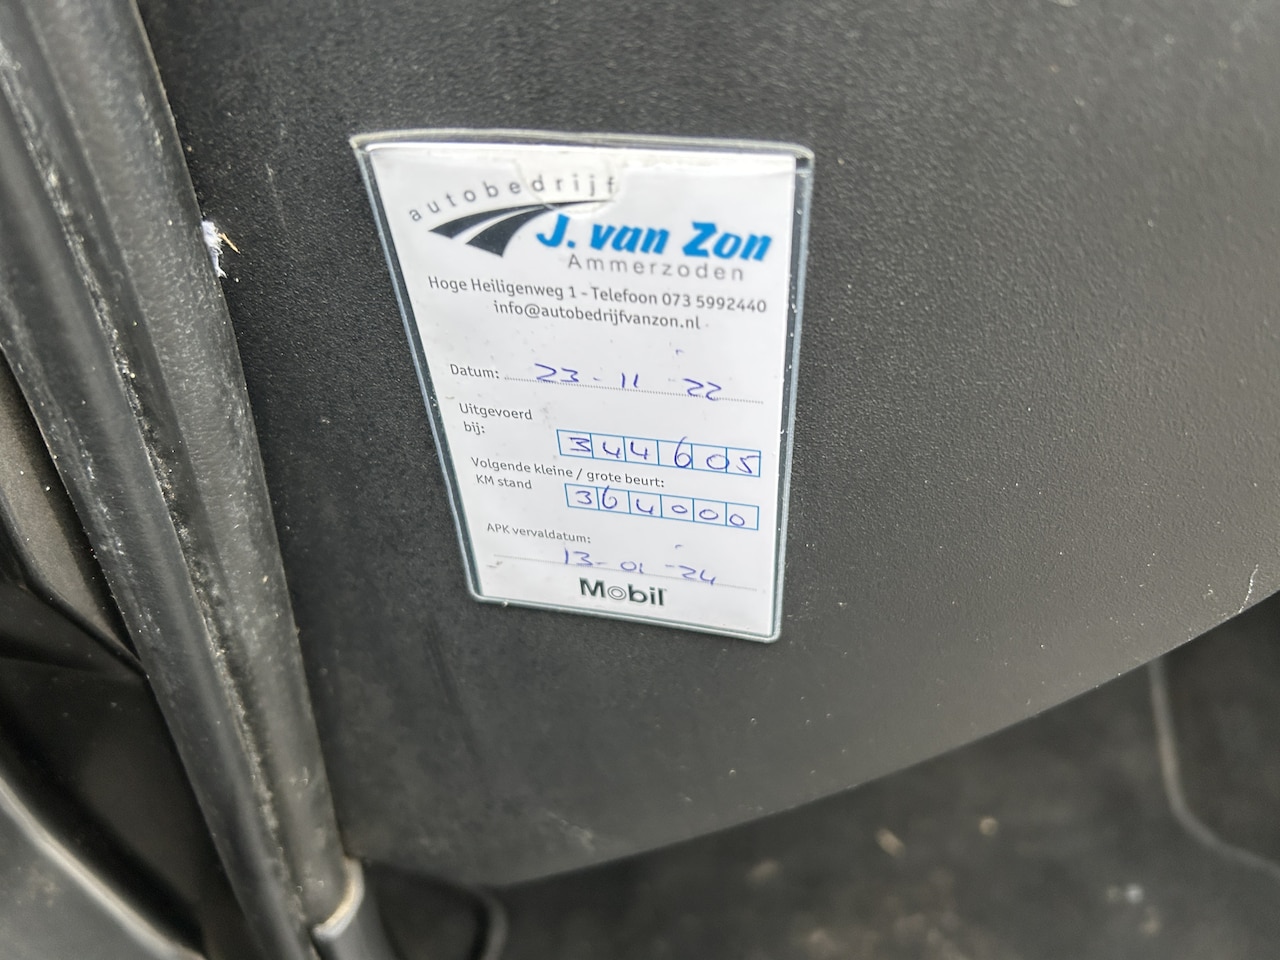 autobedrijf
J. van Zon
Ammerzoden
Hoge Heiligenweg 1 - Telefoon 073 5992440
info@autobedrijfvanzon.nl
Datum: 23 - 11 22
Uitgevoerd
bij: 344605
Volgende kleine / grote beurt:
KM stand 364000
APK vervaldatum:
13-01-24
Mobil